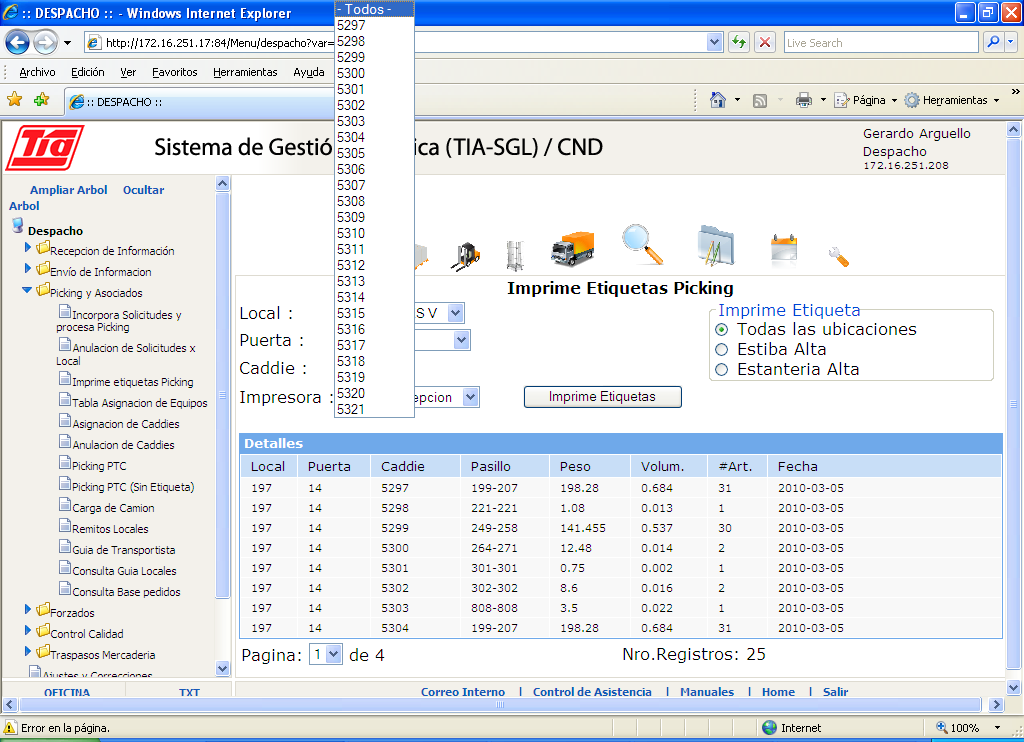 :: DESPACHO :: - Windows Internet Explorer
http://172.16.251.17:84/Menu/despacho?var=
Live Search
Archivo Edición Ver Favoritos Herramientas Ayuda
:: DESPACHO ::
Página Herramientas »
Tia
Sistema de Gestió ica (TIA-SGL) / CND
Gerardo Arguello
Despacho
172.16.251.208
- Todos -
5297
5298
5299
5300
5301
5302
5303
5304
5305
5306
5307
5308
5309
5310
5311
5312
5313
5314
5315
5316
5317
5318
5319
5320
5321
Ampliar Arbol Ocultar
Arbol
Despacho
Recepcion de Información
Envío de Informacion
Picking y Asociados
Incorpora Solicitudes y
procesa Picking
Anulacion de Solicitudes x
Local
Imprime etiquetas Picking
Tabla Asignacion de Equipos
Asignacion de Caddies
Anulacion de Caddies
Picking PTC
Picking PTC (Sin Etiqueta)
Carga de Camion
Remitos Locales
Guia de Transportista
Consulta Guia Locales
Consulta Base pedidos
Forzados
Control Calidad
Traspasos Mercaderia
Ajustes y Correcciones
OFICINA TXT
Imprime Etiquetas Picking
Local : S V
Puerta :
Caddie :
Impresora : epcion Imprime Etiquetas
Imprime Etiqueta
Todas las ubicaciones
Estiba Alta
Estanteria Alta
Detalles
Local Puerta Caddie Pasillo Peso Volum. #Art. Fecha
197 14 5297 199-207 198.28 0.684 31 2010-03-05
197 14 5298 221-221 1.08 0.013 1 2010-03-05
197 14 5299 249-258 141.455 0.537 30 2010-03-05
197 14 5300 264-271 12.48 0.014 2 2010-03-05
197 14 5301 301-301 0.75 0.002 1 2010-03-05
197 14 5302 302-302 8.6 0.016 2 2010-03-05
197 14 5303 808-808 3.5 0.022 1 2010-03-05
197 14 5304 199-207 198.28 0.684 31 2010-03-05
Pagina: 1 de 4 Nro.Registros: 25
Correo Interno | Control de Asistencia | Manuales | Home | Salir
Error en la página. Internet 100%